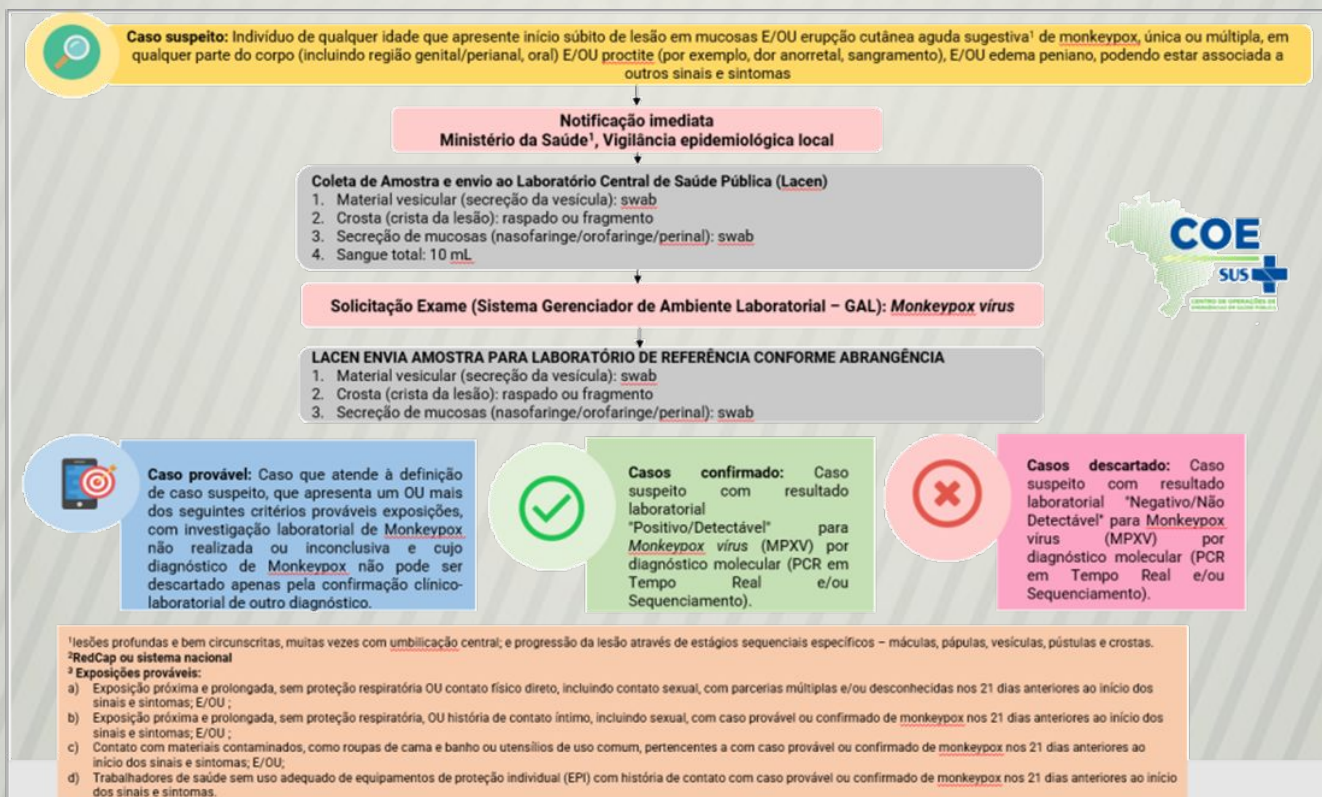 Caso suspeito: Indivíduo de qualquer idade que apresente início súbito de lesão em mucosas E/OU erupção cutânea aguda sugestiva¹ de monkeypox, única ou múltipla, em
qualquer parte do corpo (incluindo região genital/perianal, oral) E/OU proctite (por exemplo, dor anorretal, sangramento), E/OU edema peniano, podendo estar associada a
outros sinais e sintomas
Notificação imediata
Ministério da Saúde¹, Vigilância epidemiológica local
Coleta de Amostra e envio ao Laboratório Central de Saúde Pública (Lacen)
1. Material vesicular (secreção da vesícula): swab
2. Crosta (crista da lesão): raspado ou fragmento
3. Secreção de mucosas (nasofaringe/orofaringe/perinal): swab
4. Sangue total: 10 mL
COE
SUS
CENTRO DE OPERAÇÕES DE
EMERGÊNCIAS EM SAÚDE PÚBLICA
Solicitação Exame (Sistema Gerenciador de Ambiente Laboratorial – GAL): Monkeypox vírus
LACEN ENVIA AMOSTRA PARA LABORATÓRIO DE REFERÊNCIA CONFORME ABRANGÊNCIA
1. Material vesicular (secreção da vesícula): swab
2. Crosta (crista da lesão): raspado ou fragmento
3. Secreção de mucosas (nasofaringe/orofaringe/perinal): swab
Caso provável: Caso que atende à definição
de caso suspeito, que apresenta um OU mais
dos seguintes critérios prováveis exposições,
com investigação laboratorial de Monkeypox
não realizada ou inconclusiva e cujo
diagnóstico de Monkeypox não pode ser
descartado apenas pela confirmação clínico-
laboratorial de outro diagnóstico.
Casos confirmado: Caso
suspeito com resultado
laboratorial
"Positivo/Detectável" para
Monkeypox vírus (MPXV) por
diagnóstico molecular (PCR em
Tempo Real e/ou
Sequenciamento).
Casos descartado: Caso
suspeito com resultado
laboratorial "Negativo/Não
Detectável" para Monkeypox
vírus (MPXV) por
diagnóstico molecular (PCR
em Tempo Real e/ou
Sequenciamento).
¹lesões profundas e bem circunscritas, muitas vezes com umbilicação central; e progressão da lesão através de estágios sequenciais específicos – máculas, pápulas, vesículas, pústulas e crostas.
²RedCap ou sistema nacional
³ Exposições prováveis:
a) Exposição próxima e prolongada, sem proteção respiratória OU contato físico direto, incluindo contato sexual, com parcerias múltiplas e/ou desconhecidas nos 21 dias anteriores ao início dos
sinais e sintomas; E/OU ;
b) Exposição próxima e prolongada, sem proteção respiratória, OU história de contato íntimo, incluindo sexual, com caso provável ou confirmado de monkeypox nos 21 dias anteriores ao início dos
sinais e sintomas; E/OU ;
c) Contato com materiais contaminados, como roupas de cama e banho ou utensílios de uso comum, pertencentes a com caso provável ou confirmado de monkeypox nos 21 dias anteriores ao
início dos sinais e sintomas; E/OU;
d) Trabalhadores de saúde sem uso adequado de equipamentos de proteção individual (EPI) com história de contato com caso provável ou confirmado de monkeypox nos 21 dias anteriores ao início
dos sinais e sintomas.